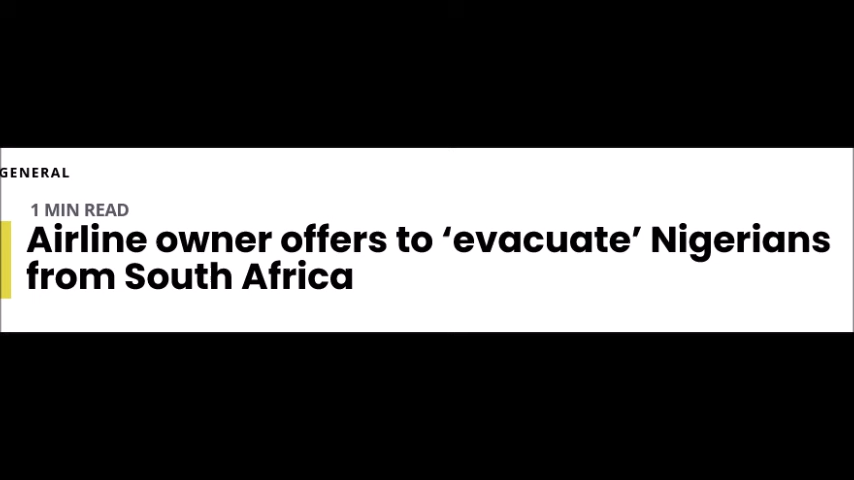 GENERAL
1 MIN READ
Airline owner offers to ‘evacuate’ Nigerians
from South Africa